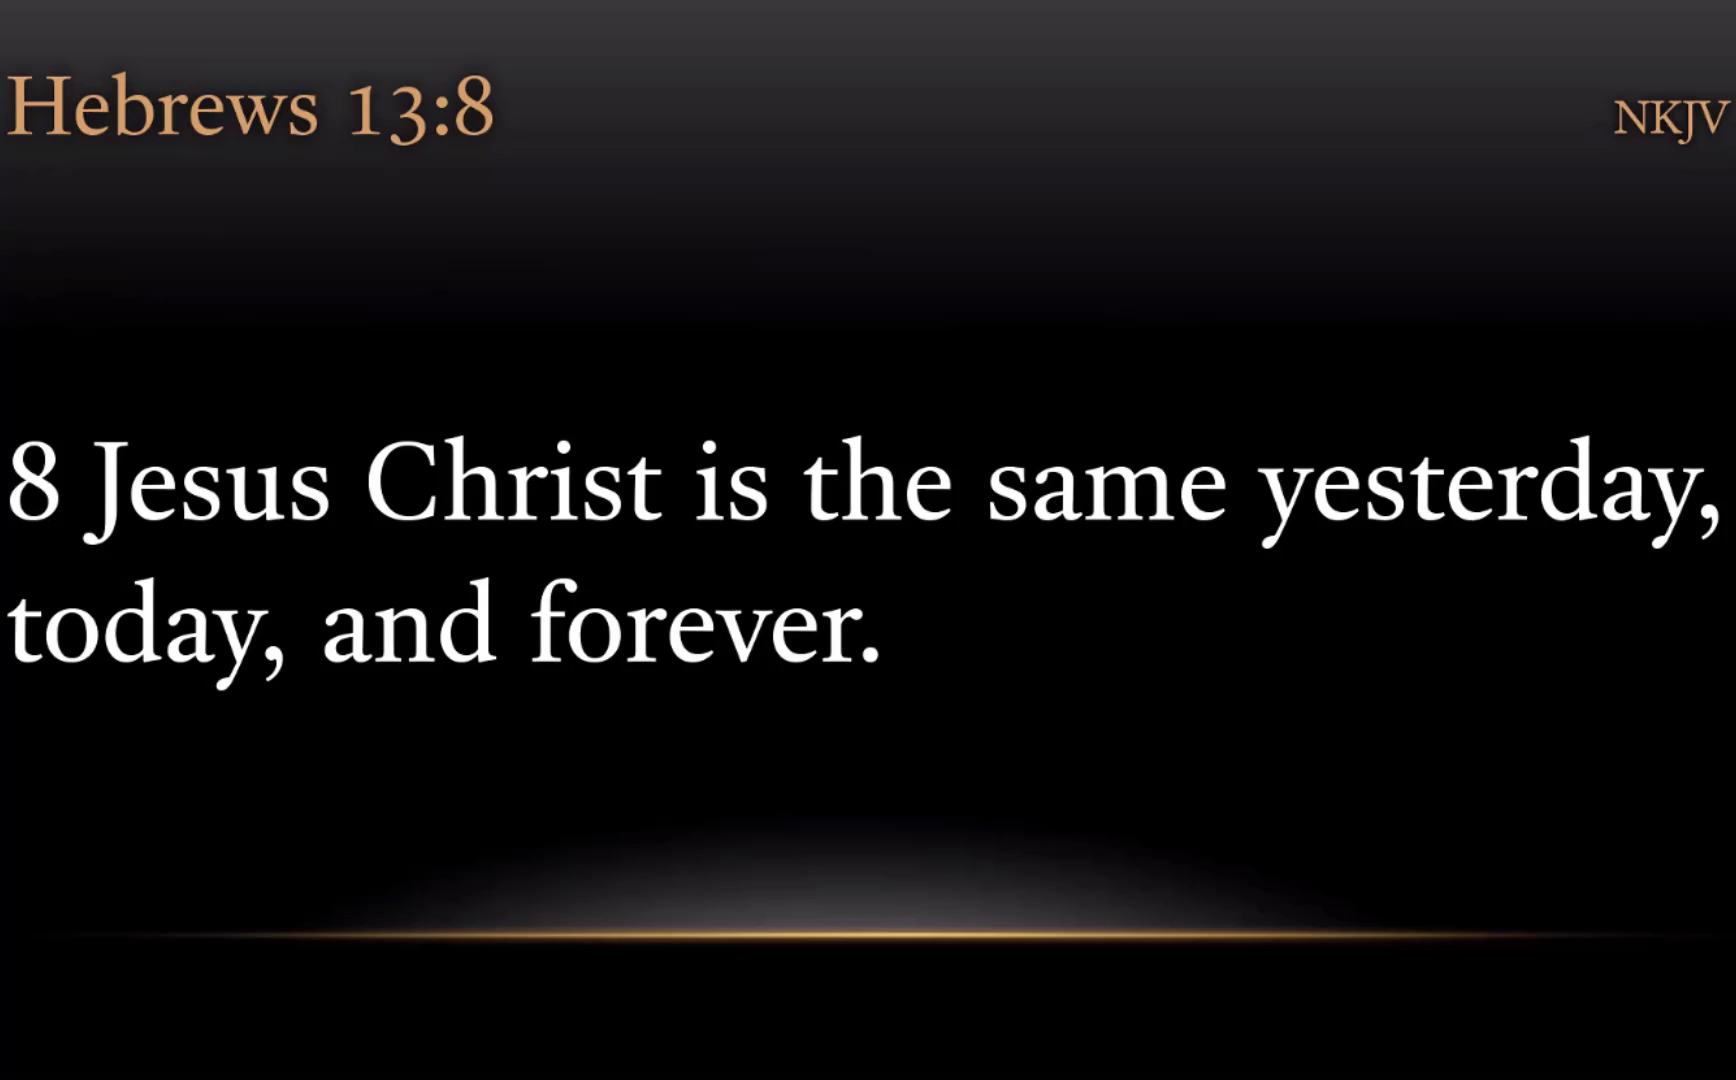 Hebrews 13:8
NKJV
8 Jesus Christ is the same yesterday,
today, and forever.